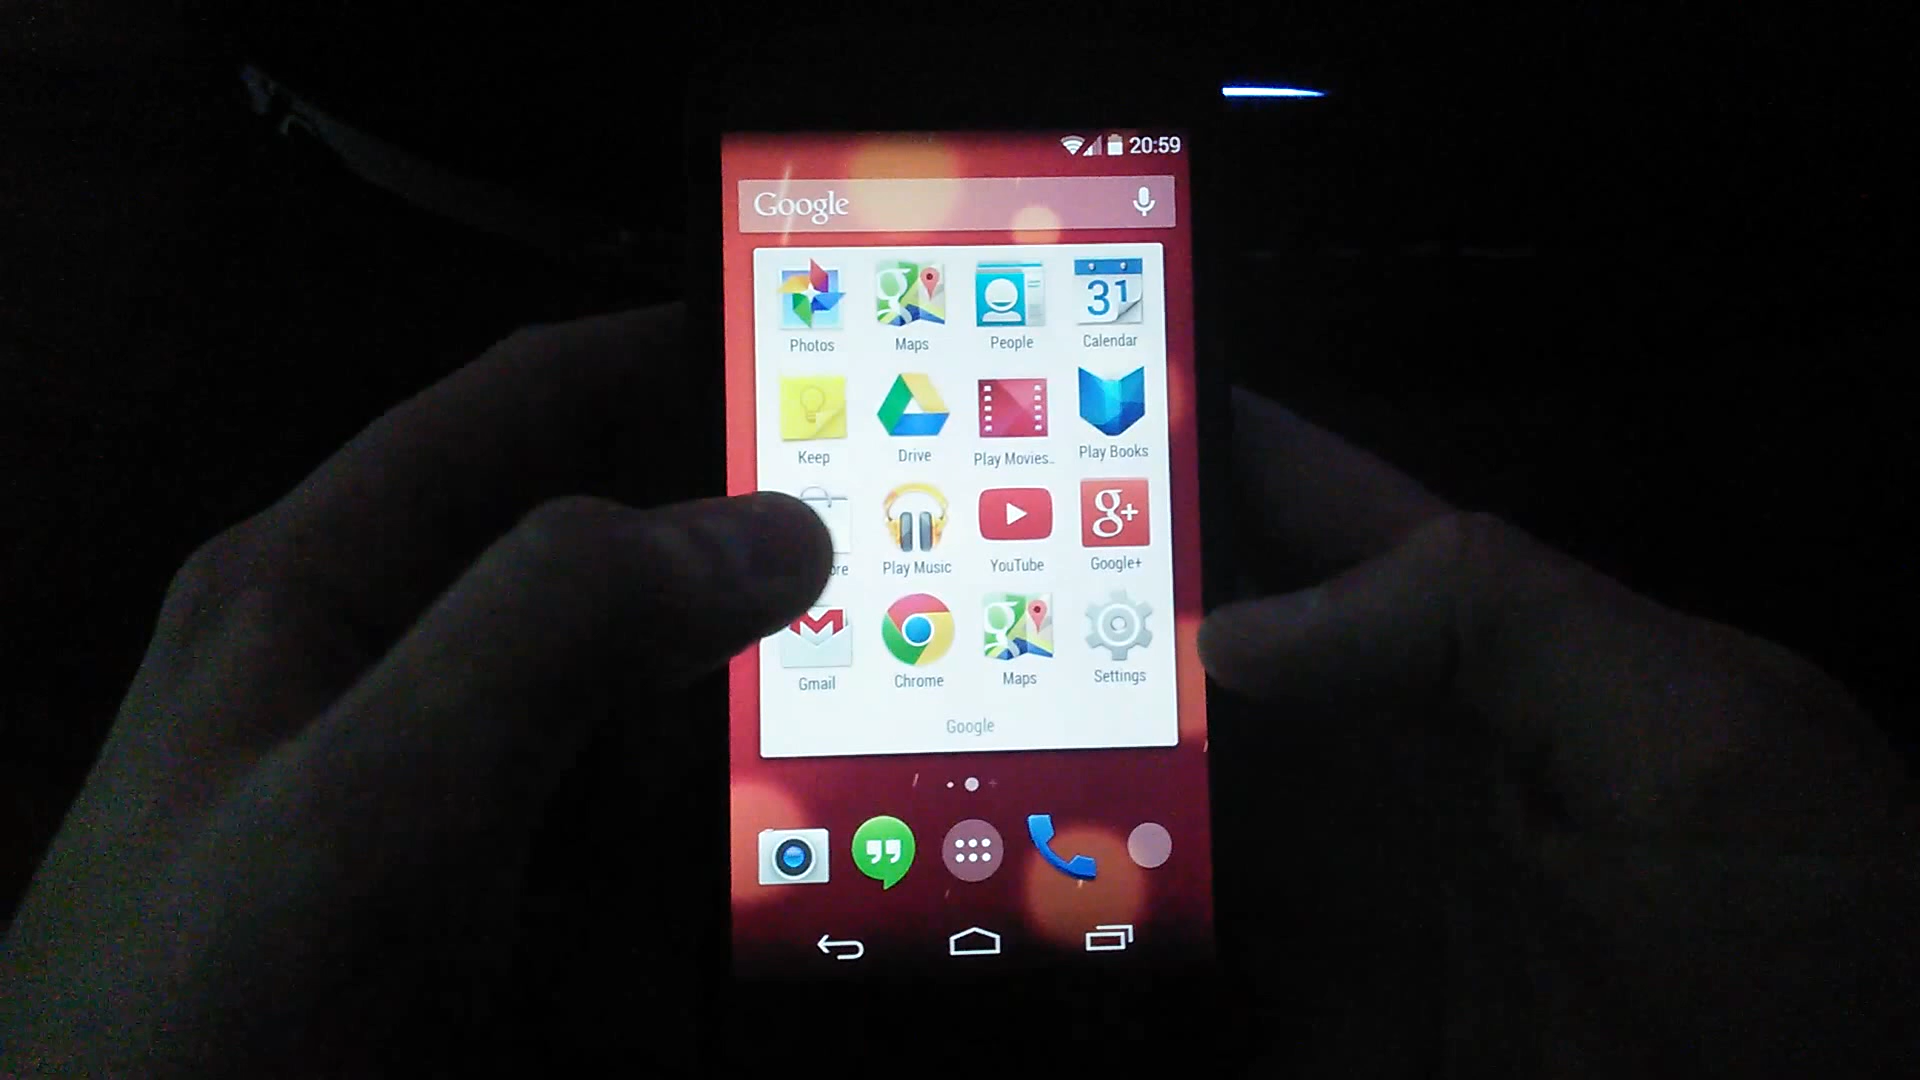 20:59
Google
31
Photos Maps People Calendar
Keep Drive Play Movies.. Play Books
g+
Play Music YouTube Google+
Gmail Chrome Maps Settings
Google